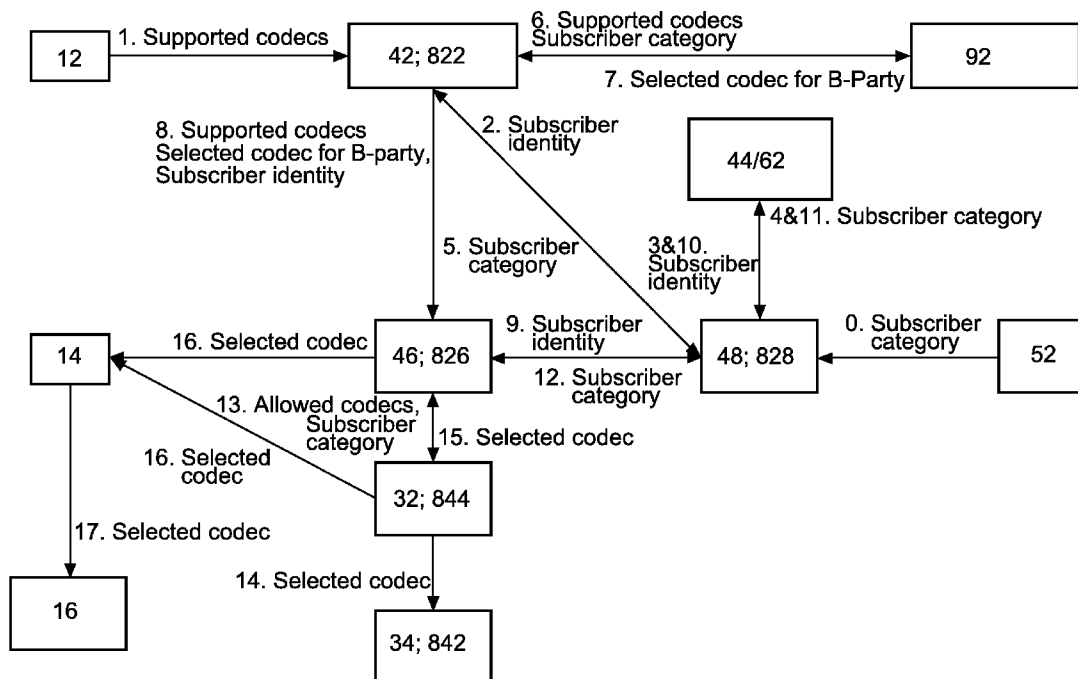 6. Supported codecs
Subscriber category
1. Supported codecs
12
42; 822
92
7. Selected codec for B-Party
8. Supported codecs
Selected codec for B-party,
Subscriber identity
2. Subscriber
identity
44/62
4&11. Subscriber category
5. Subscriber
category
3&10.
Subscriber
identity
16. Selected codec
9. Subscriber
identity
0. Subscriber
category
14
46; 826
48; 828
52
12. Subscriber
category
13. Allowed codecs,
Subscriber
category
15. Selected codec
16. Selected
codec
32; 844
17. Selected codec
14. Selected codec
16
34; 842